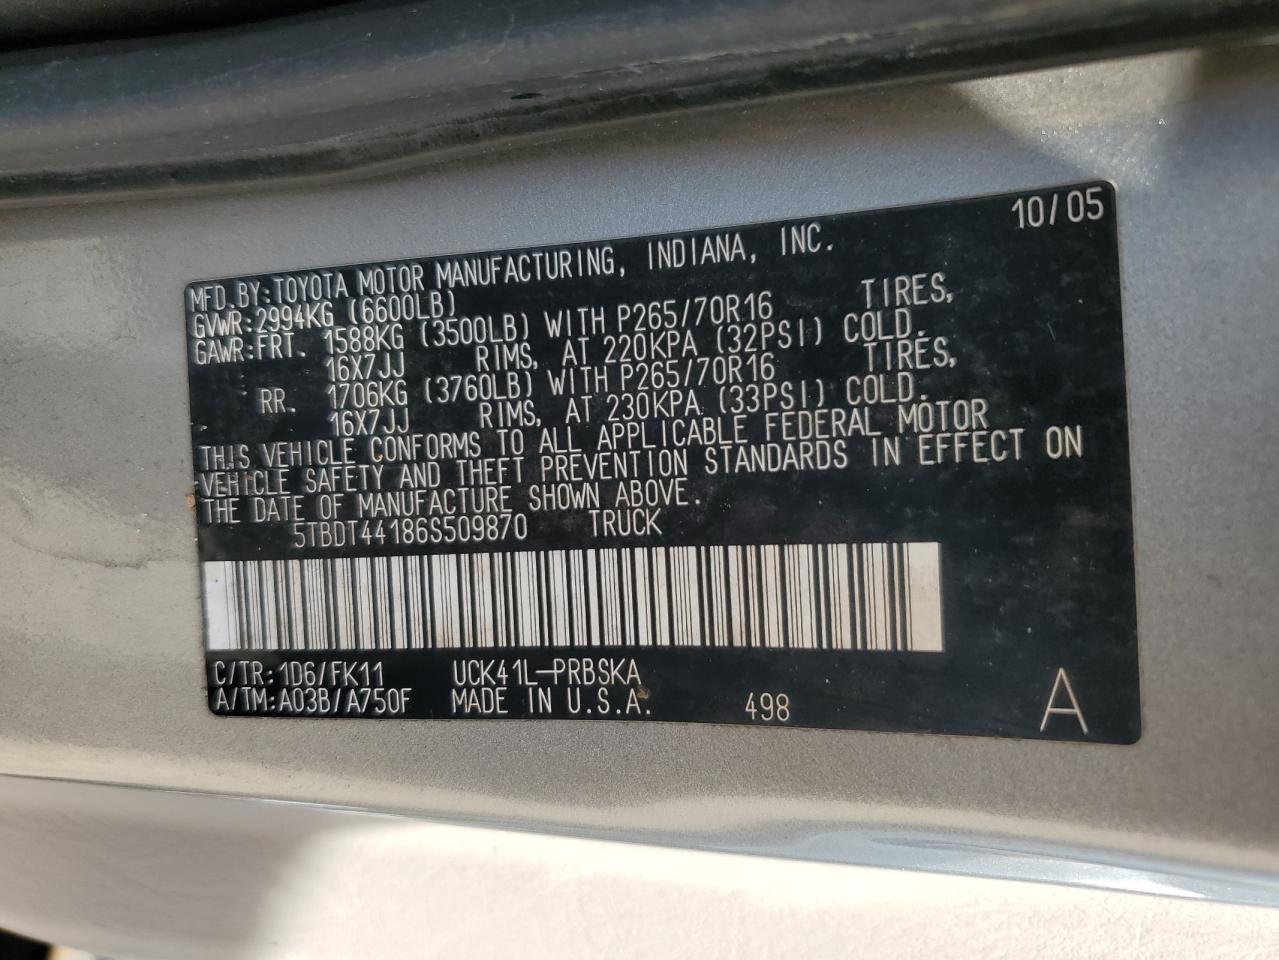 10/05
MFD.BY:TOYOTA MOTOR MANUFACTURING, INDIANA, INC.
GVWR:2994KG (6600LB)
GAWR:FRT. 1588KG (3500LB) WITH P265/70R16 TIRES,
16X7JJ RIMS, AT 220KPA (32PSI) COLD.
RR. 1706KG (3760LB) WITH P265/70R16 TIRES,
16X7JJ RIMS, AT 230KPA (33PSI) COLD.
THIS VEHICLE CONFORMS TO ALL APPLICABLE FEDERAL MOTOR
VEHICLE SAFETY AND THEFT PREVENTION STANDARDS IN EFFECT ON
THE DATE OF MANUFACTURE SHOWN ABOVE.
5TBDT44186S509870 TRUCK
C/TR:1D6/FK11 UCK41L-PRBSKA
A/TM:A03B/A750F MADE IN U.S.A. 498 A